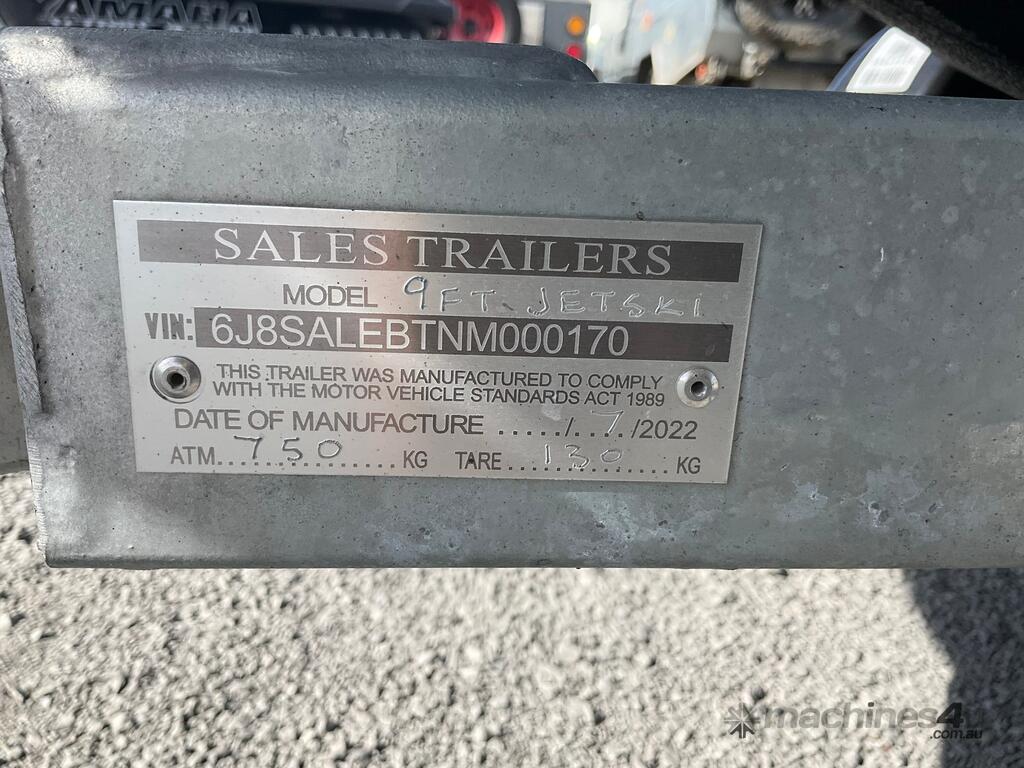 YAMAHA
SALES TRAILERS
MODEL 9FT JETSKI
VIN: 6J8SALEBTNM000170
THIS TRAILER WAS MANUFACTURED TO COMPLY
WITH THE MOTOR VEHICLE STANDARDS ACT 1989
DATE OF MANUFACTURE ...../.7./2022
ATM..750......KG TARE...130......KG
machines4u
.com.au